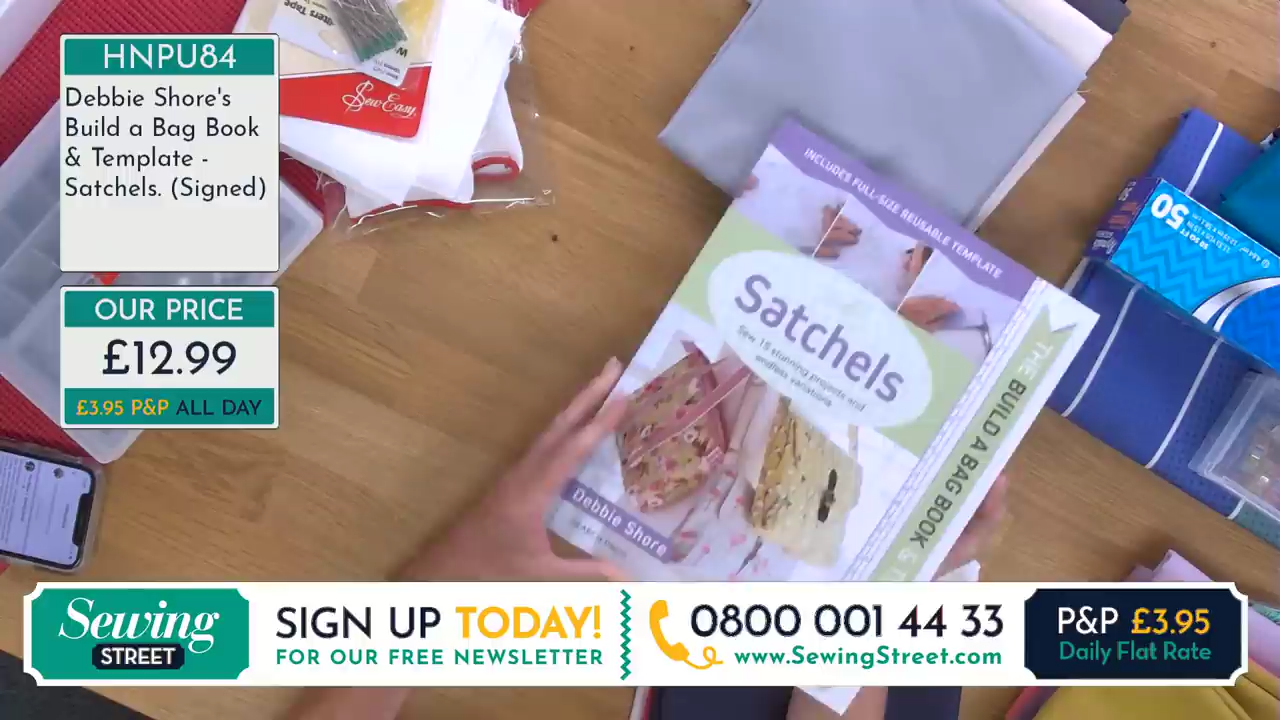 HNPU84
Debbie Shore's
Build a Bag Book
& Template -
Satchels. (Signed)
OUR PRICE
£12.99
£3.95 P&P ALL DAY
Sew Easy
INCLUDES FULL-SIZE REUSABLE TEMPLATE
Satchels
Sew 15 stunning projects and
endless variations
Debbie Shore
THE BUILD A BAG BOOK & T
50
Sewing
STREET
SIGN UP TODAY!
FOR OUR FREE NEWSLETTER
0800 001 44 33
www.SewingStreet.com
P&P £3.95
Daily Flat Rate